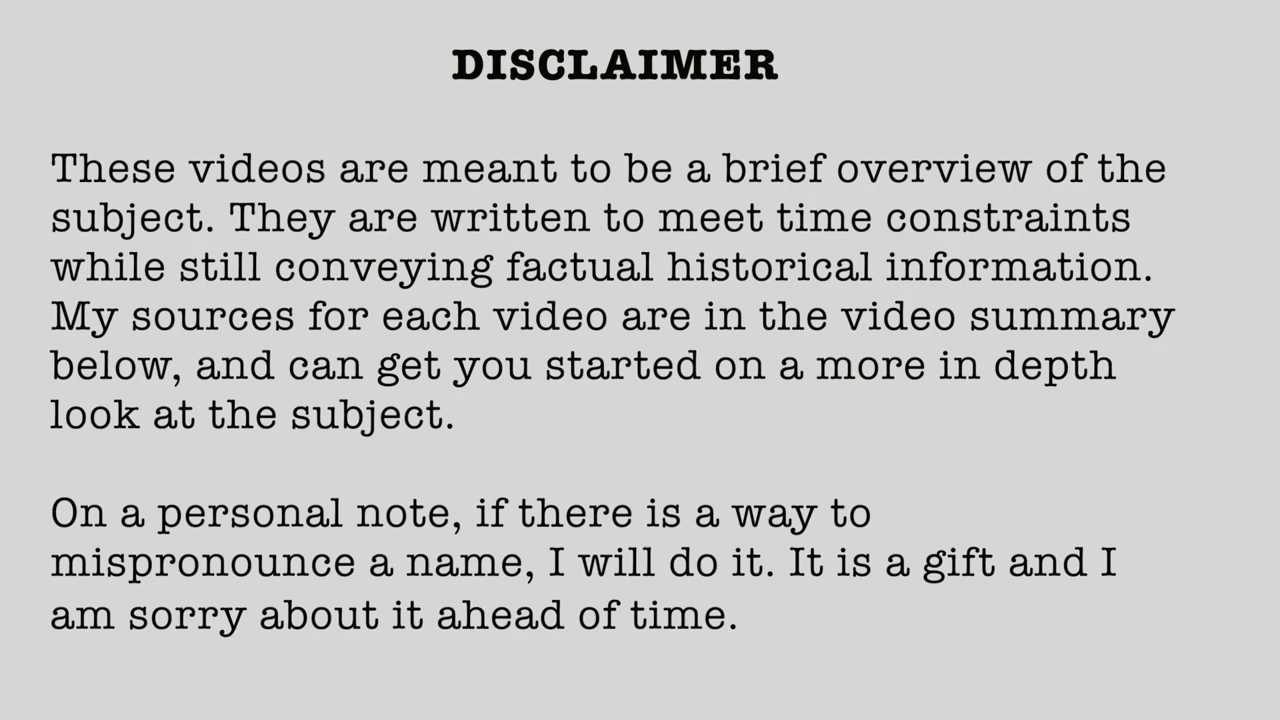 DISCLAIMER
These videos are meant to be a brief overview of the
subject. They are written to meet time constraints
while still conveying factual historical information.
My sources for each video are in the video summary
below, and can get you started on a more in depth
look at the subject.
On a personal note, if there is a way to
mispronounce a name, I will do it. It is a gift and I
am sorry about it ahead of time.